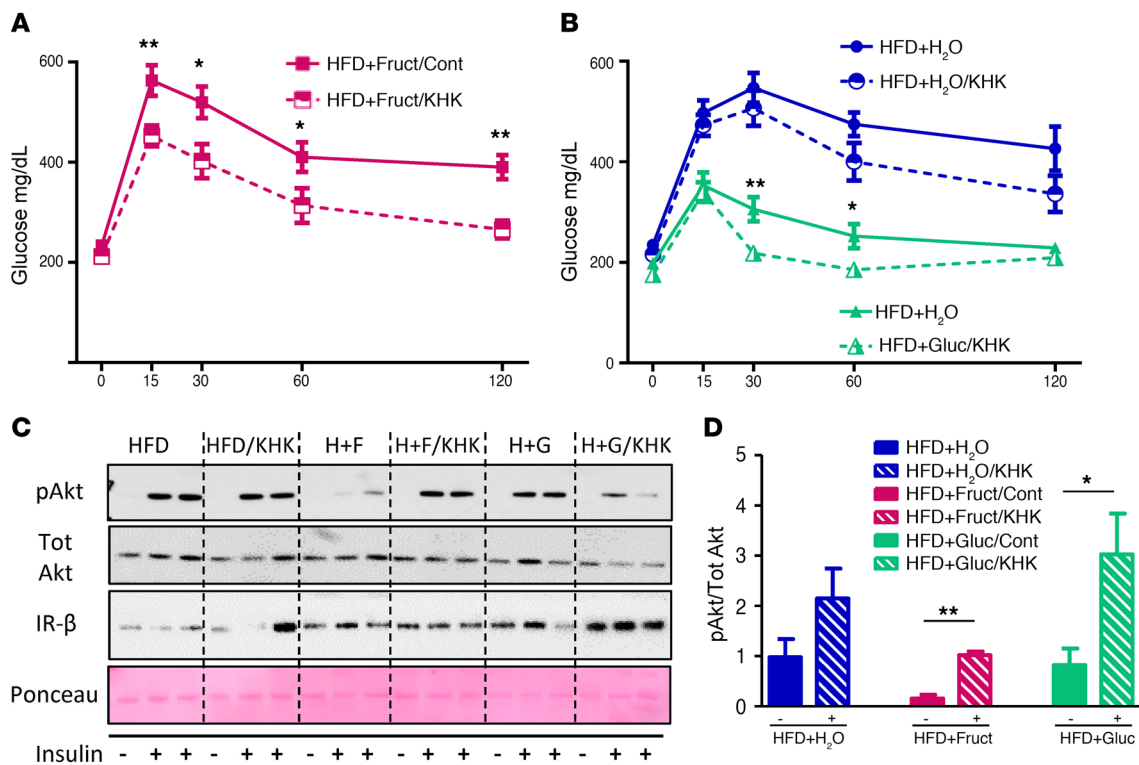 A
Glucose mg/dL
600
400
200
0
15
30
60
120
**
*
*
**
HFD+Fruct/Cont
HFD+Fruct/KHK
B
Glucose mg/dL
600
400
200
0
0
15
30
60
120
**
*
HFD+H₂O
HFD+H₂O/KHK
HFD+H₂O
HFD+Gluc/KHK
C
HFD HFD/KHK H+F H+F/KHK H+G H+G/KHK
pAkt
Tot
Akt
IR-β
Ponceau
Insulin - + + - + + - + + - + + - + + - + +
D
pAkt/Tot Akt
5
4
3
2
1
0
HFD+H₂O
HFD+H₂O/KHK
HFD+Fruct/Cont
HFD+Fruct/KHK
HFD+Gluc/Cont
HFD+Gluc/KHK
**
*
- + - + - +
HFD+H₂O HFD+Fruct HFD+Gluc